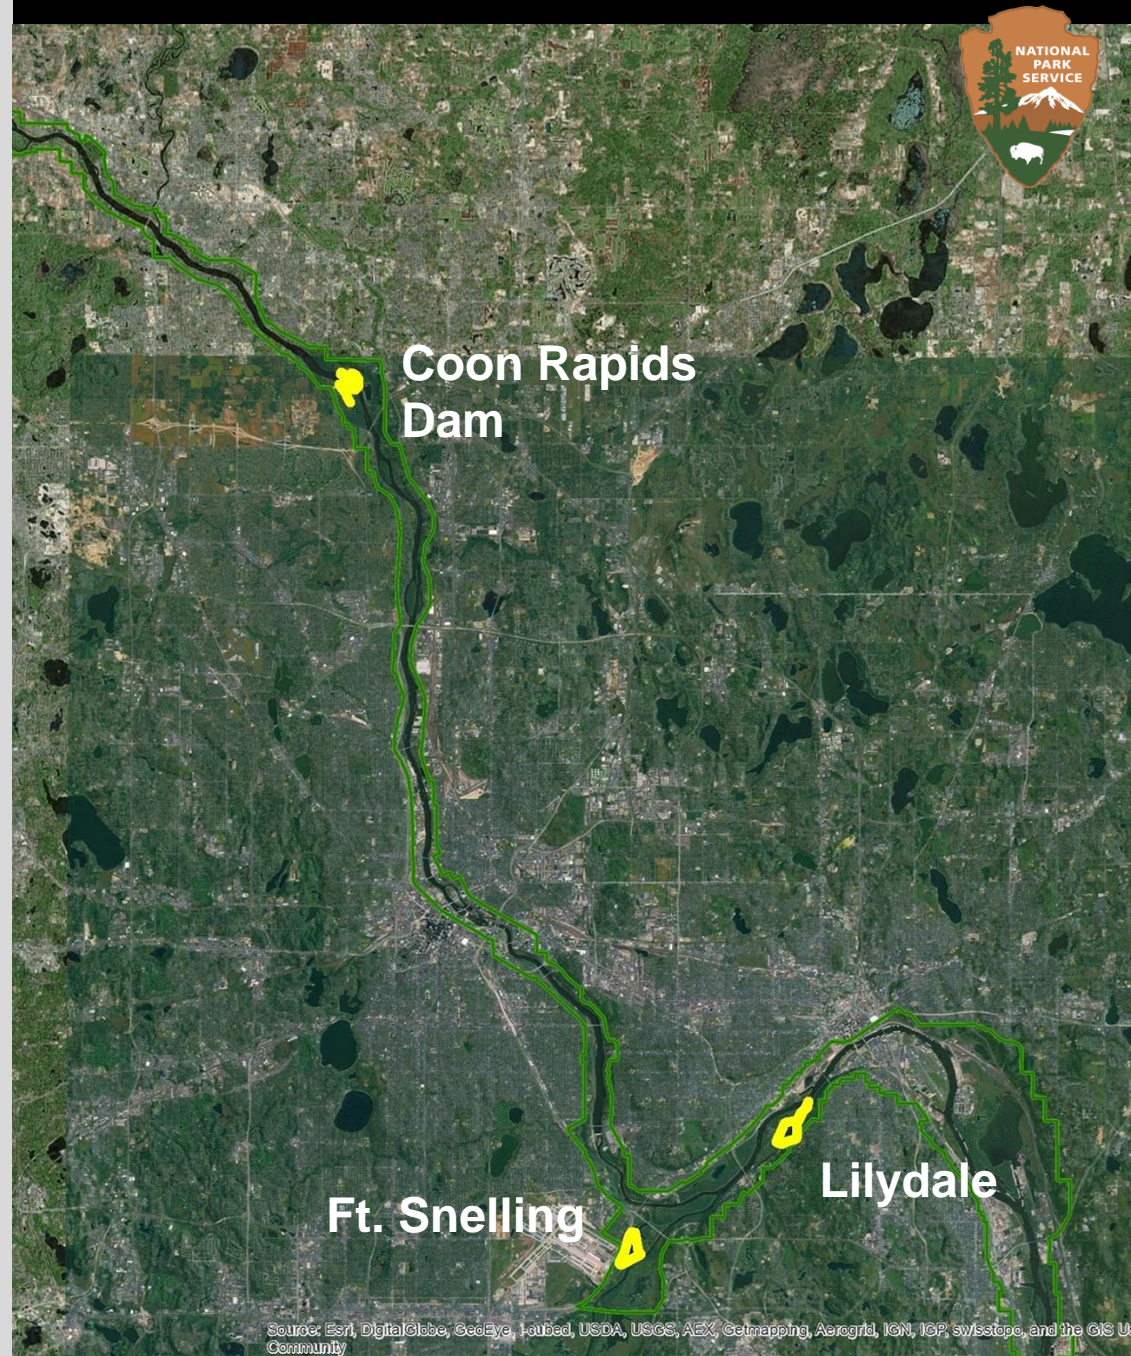 NATIONAL
PARK
SERVICE
Coon Rapids
Dam
Lilydale
Ft. Snelling
Source: Esri, DigitalGlobe, GeoEye, i-cubed, USDA, USGS, AEX, Getmapping, Aerogrid, IGN, IGP, swisstopo, and the GIS Us
Community